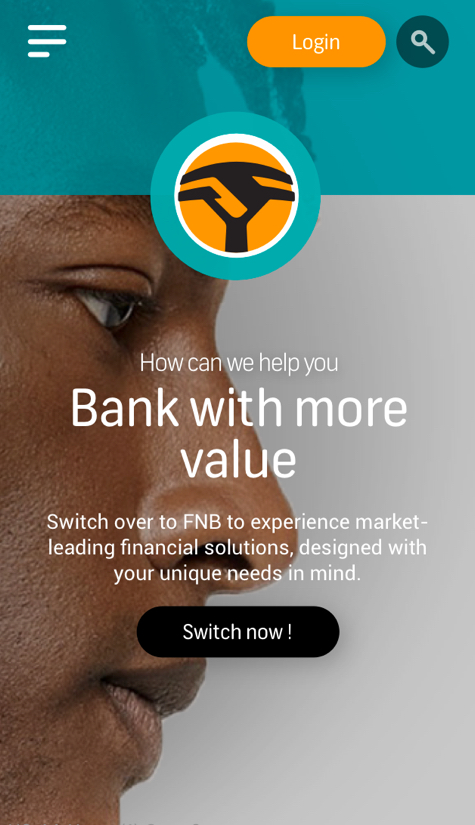 Login
How can we help you
Bank with more
value
Switch over to FNB to experience market-
leading financial solutions, designed with
your unique needs in mind.
Switch now !